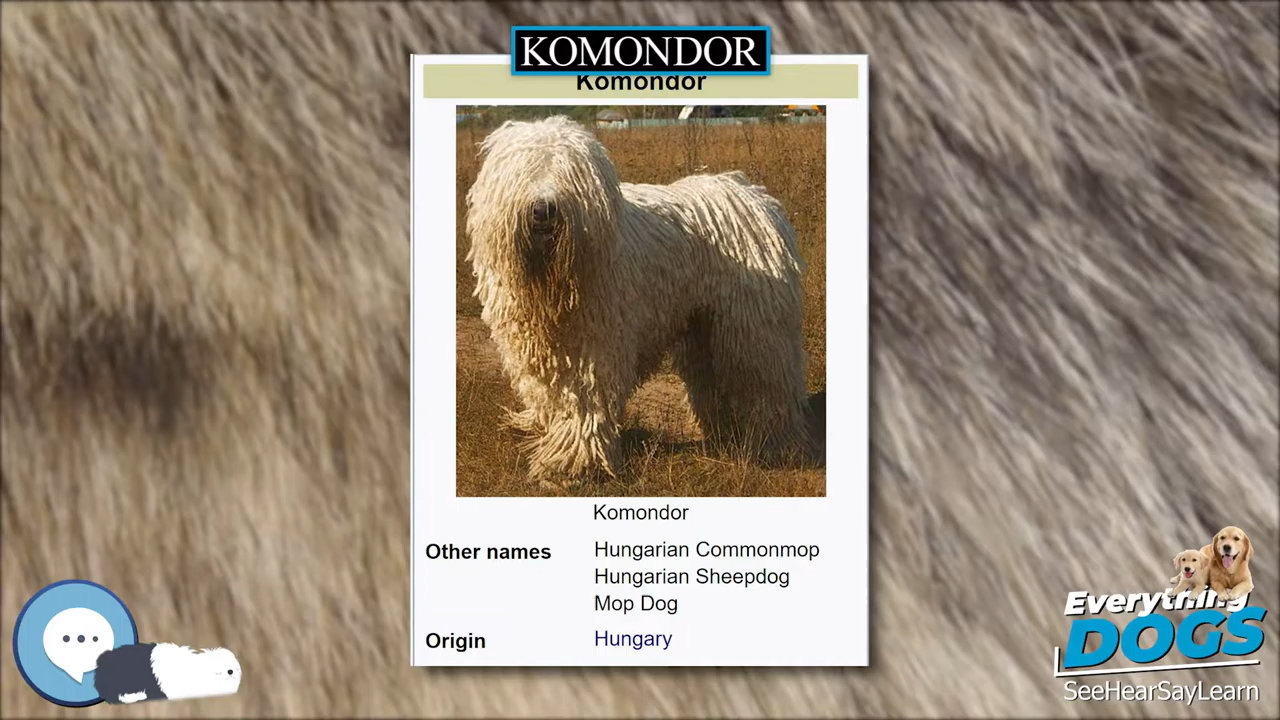 KOMONDOR
Komondor
Komondor
Other names Hungarian Commonmop
Hungarian Sheepdog
Mop Dog
Origin Hungary
Everything
DOGS
SeeHearSayLearn